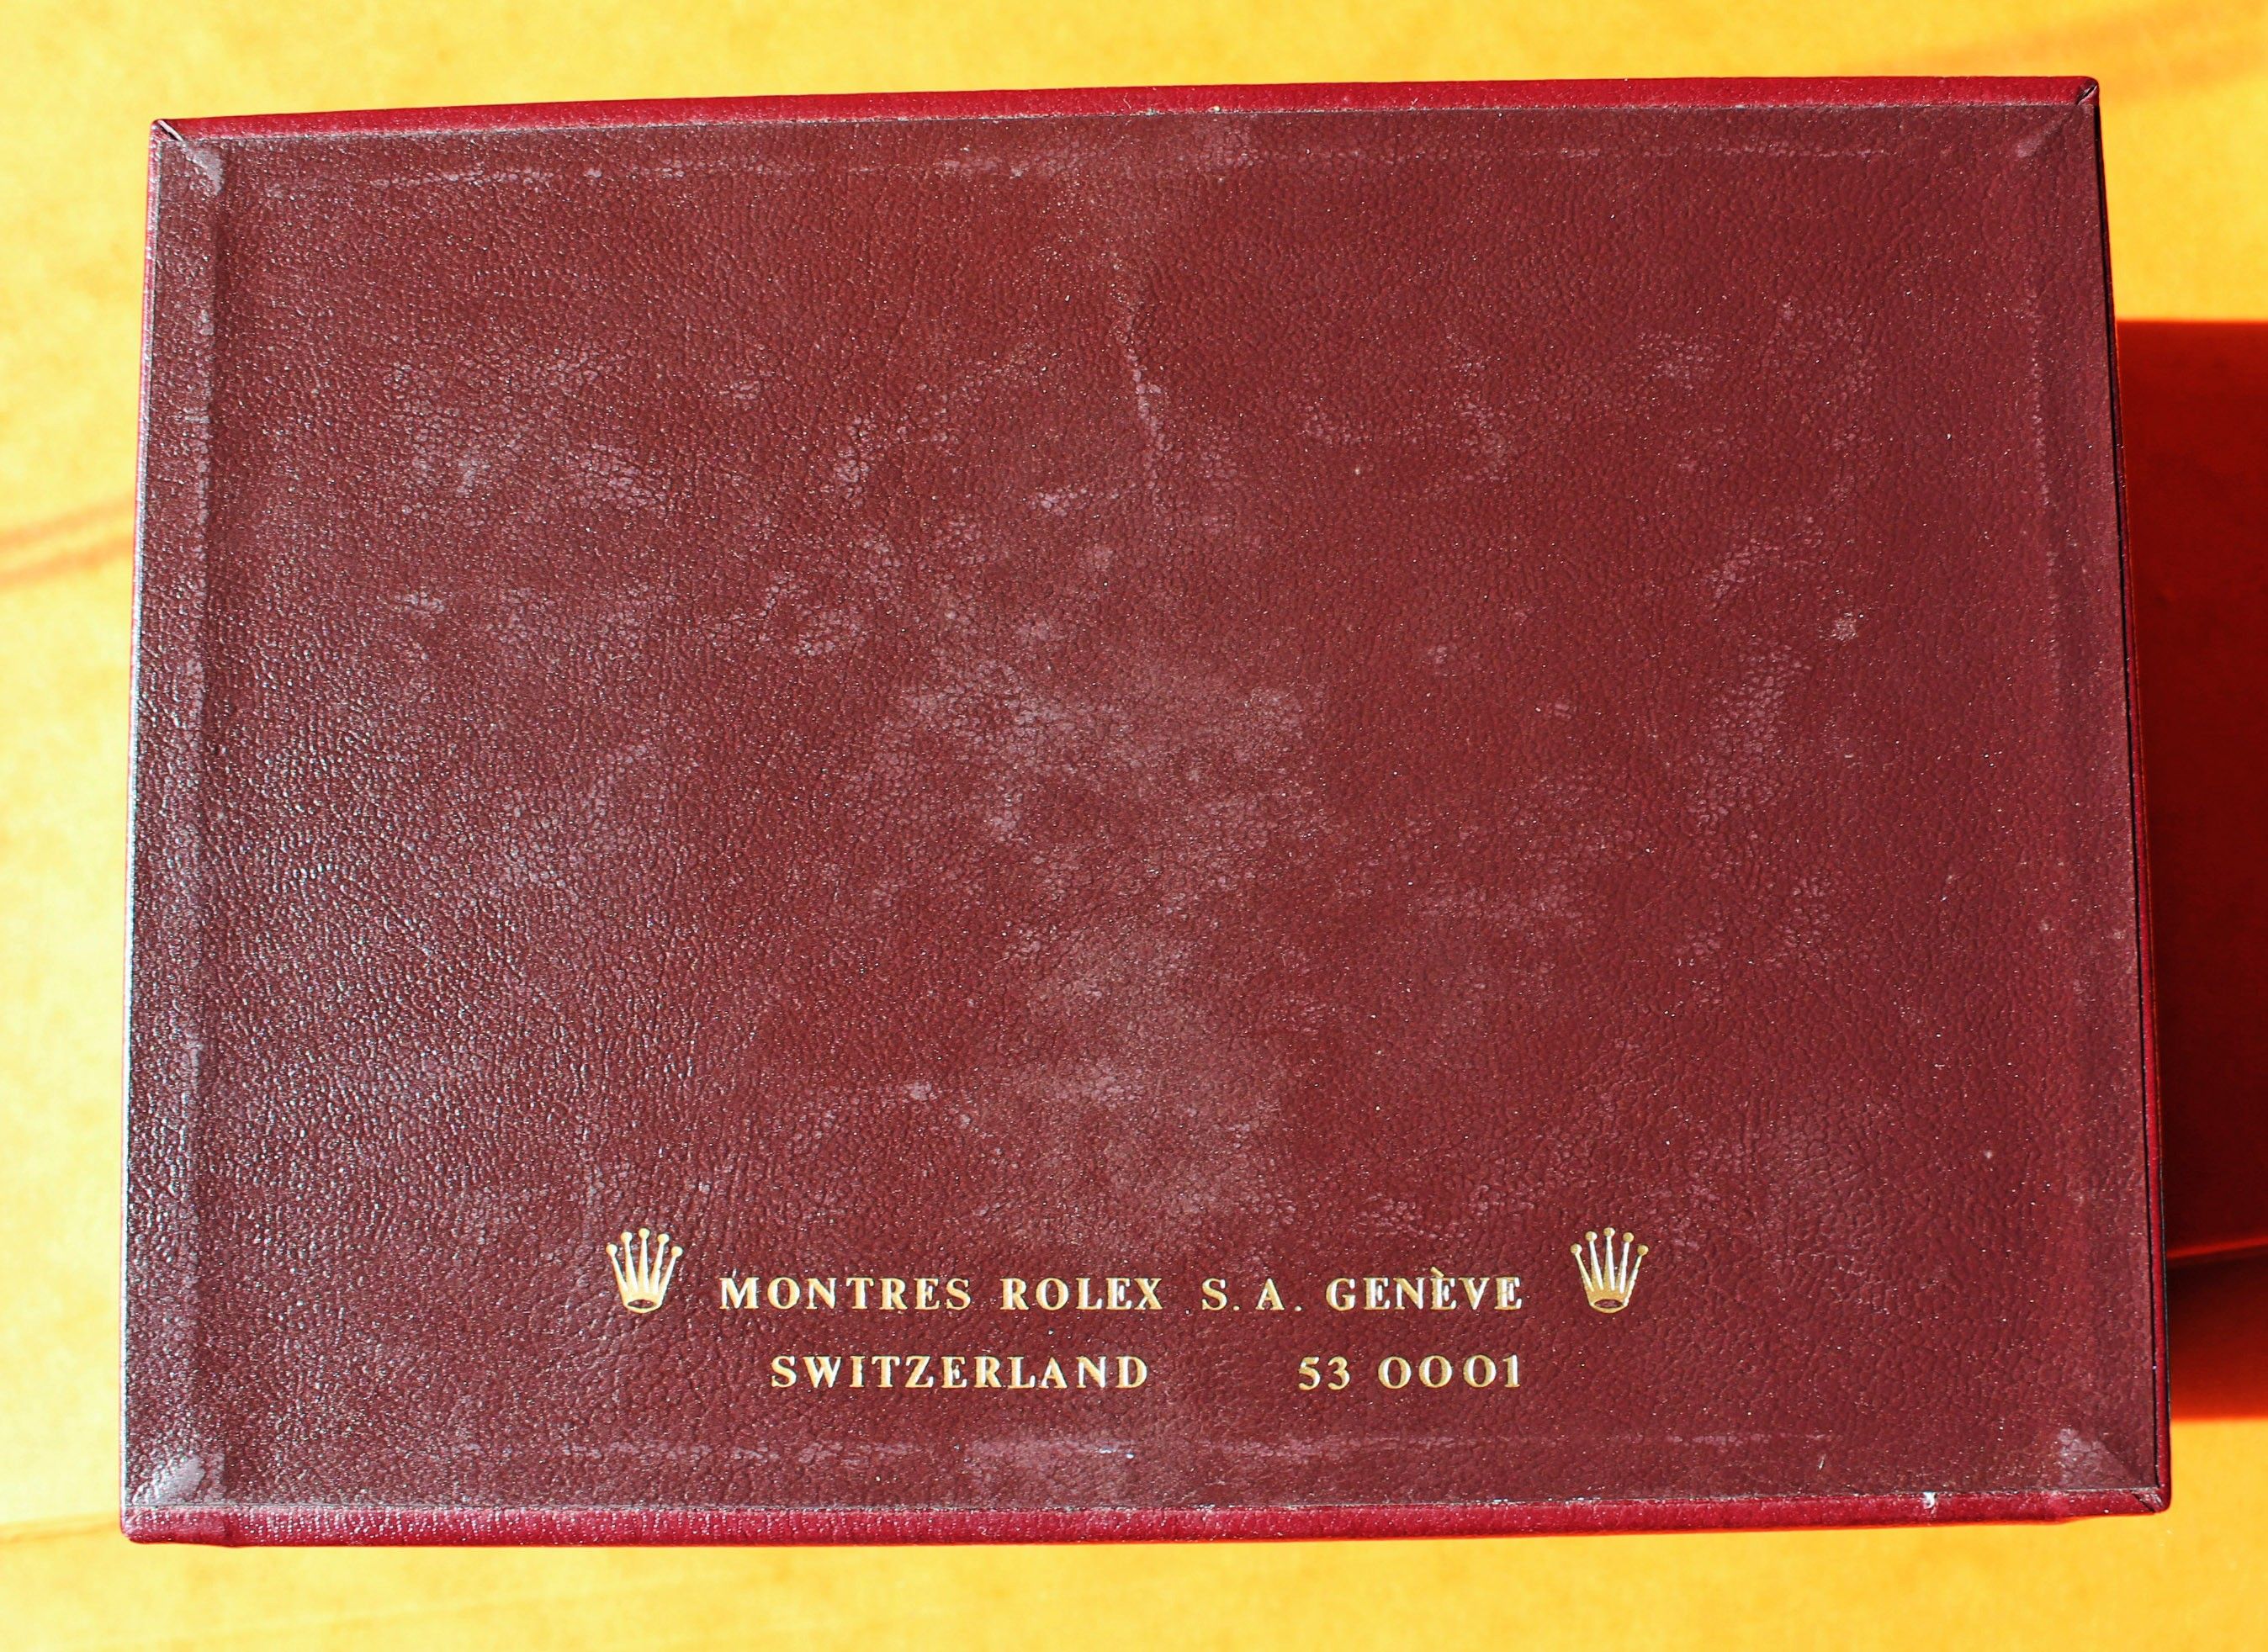 MONTRES ROLEX S. A. GENÈVE
SWITZERLAND 53 0001